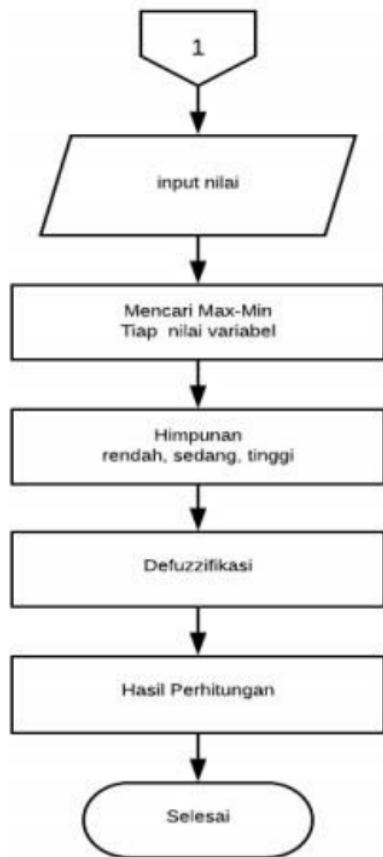 1
input nilai
Mencari Max-Min
Tiap nilai variabel
Himpunan
rendah, sedang, tinggi
Defuzzifikasi
Hasil Perhitungan
Selesai